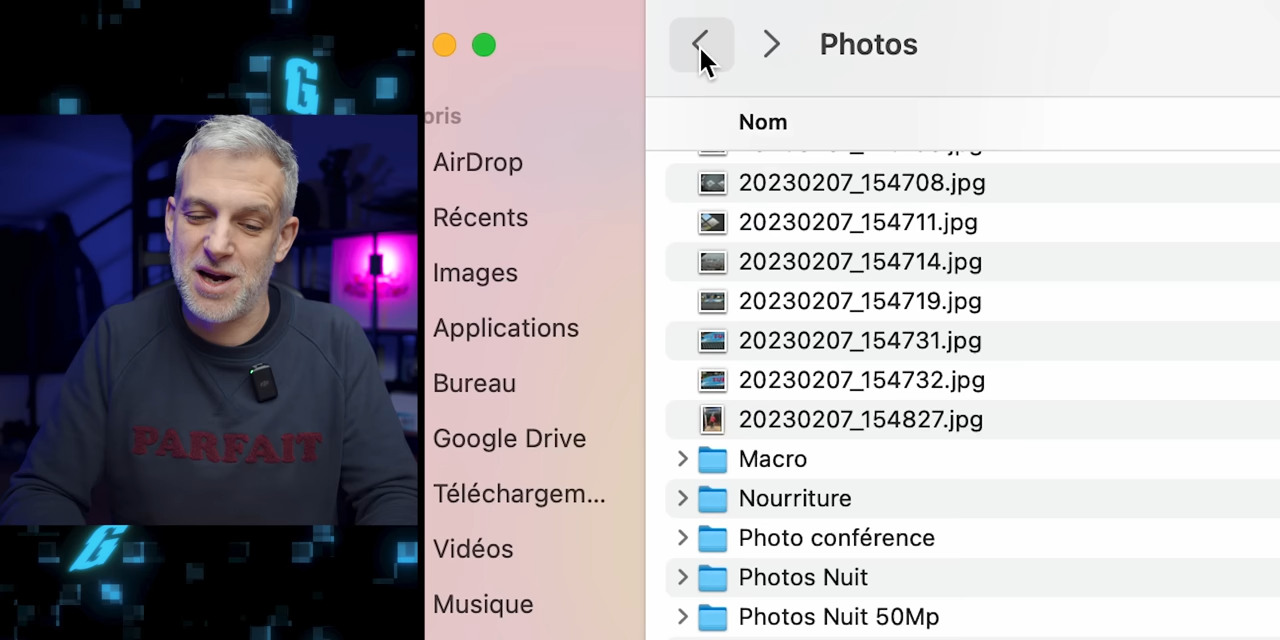 G
PARFAIT
G
oris
AirDrop
Récents
Images
Applications
Bureau
Google Drive
Téléchargem...
Vidéos
Musique
Photos
Nom
20230207_154708.jpg
20230207_154711.jpg
20230207_154714.jpg
20230207_154719.jpg
20230207_154731.jpg
20230207_154732.jpg
20230207_154827.jpg
Macro
Nourriture
Photo conférence
Photos Nuit
Photos Nuit 50Mp